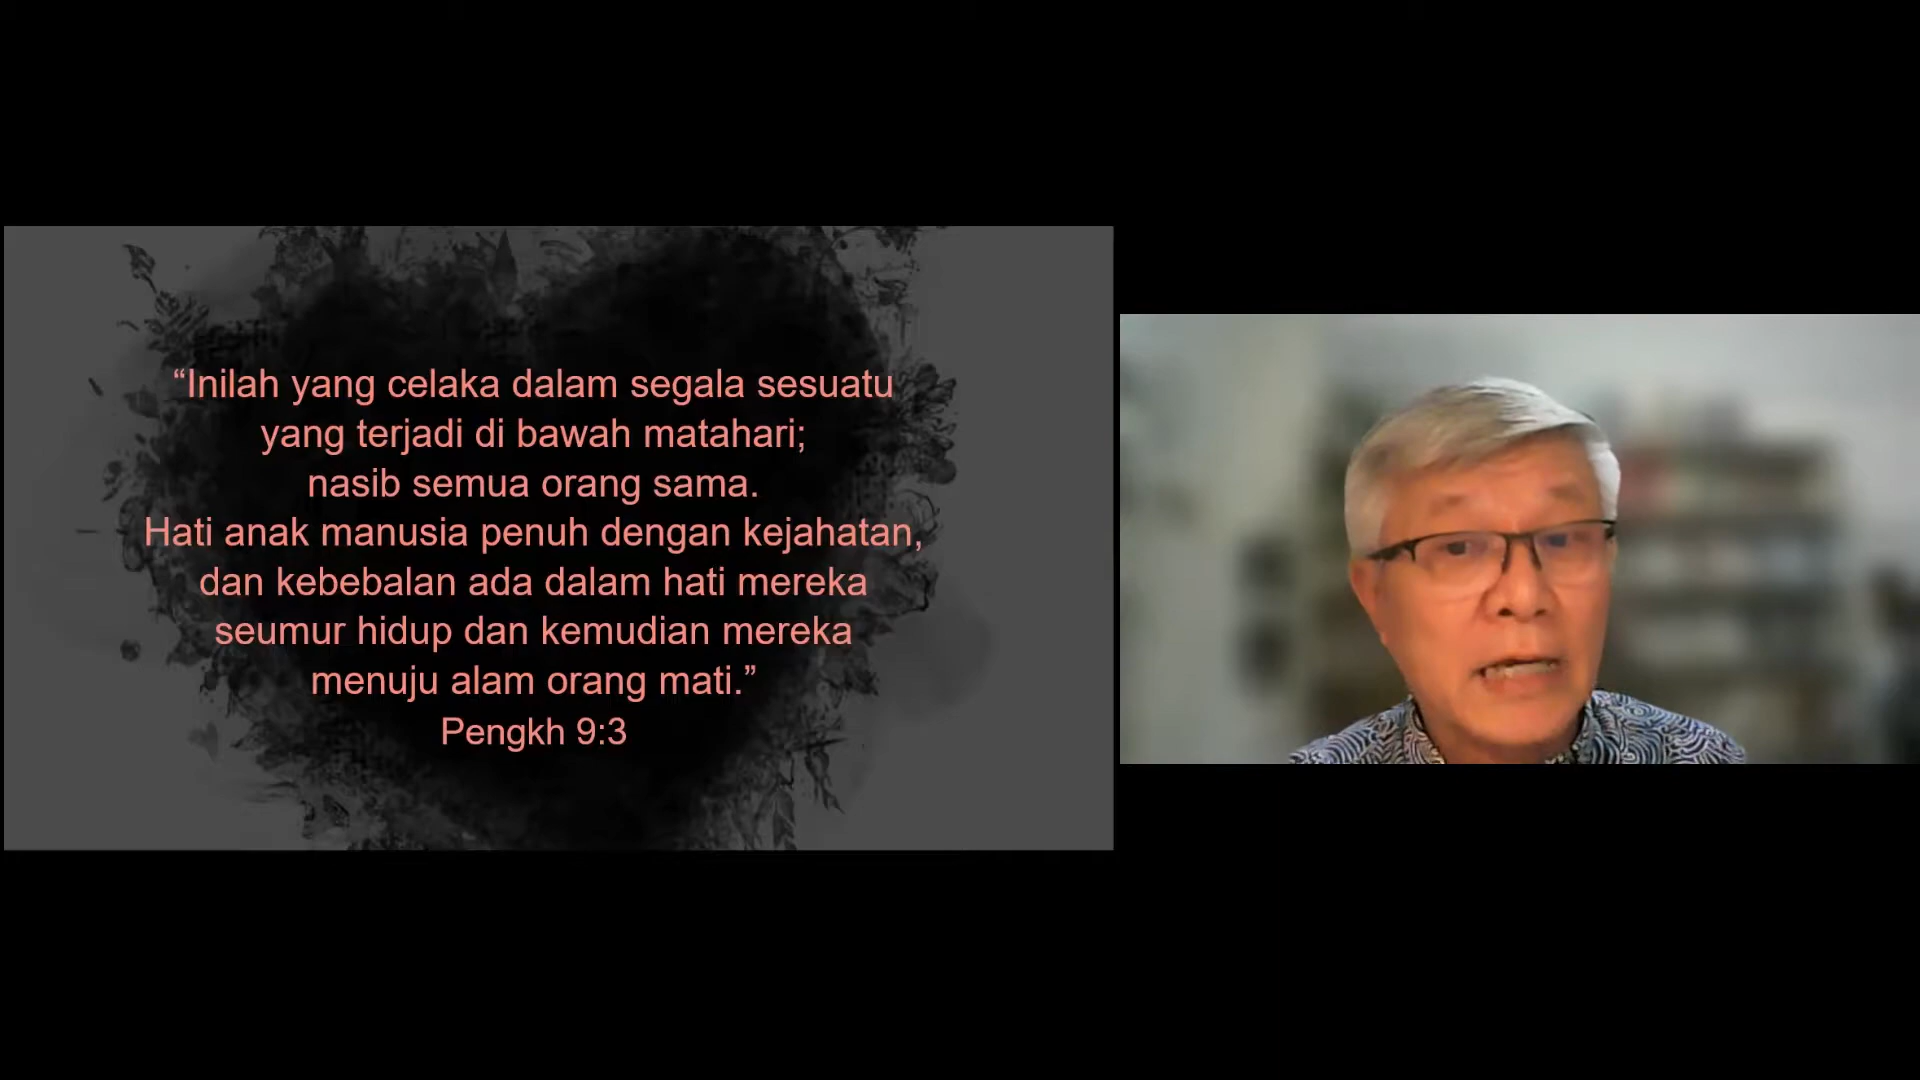 “Inilah yang celaka dalam segala sesuatu
yang terjadi di bawah matahari;
nasib semua orang sama.
Hati anak manusia penuh dengan kejahatan,
dan kebebalan ada dalam hati mereka
seumur hidup dan kemudian mereka
menuju alam orang mati.”
Pengkh 9:3